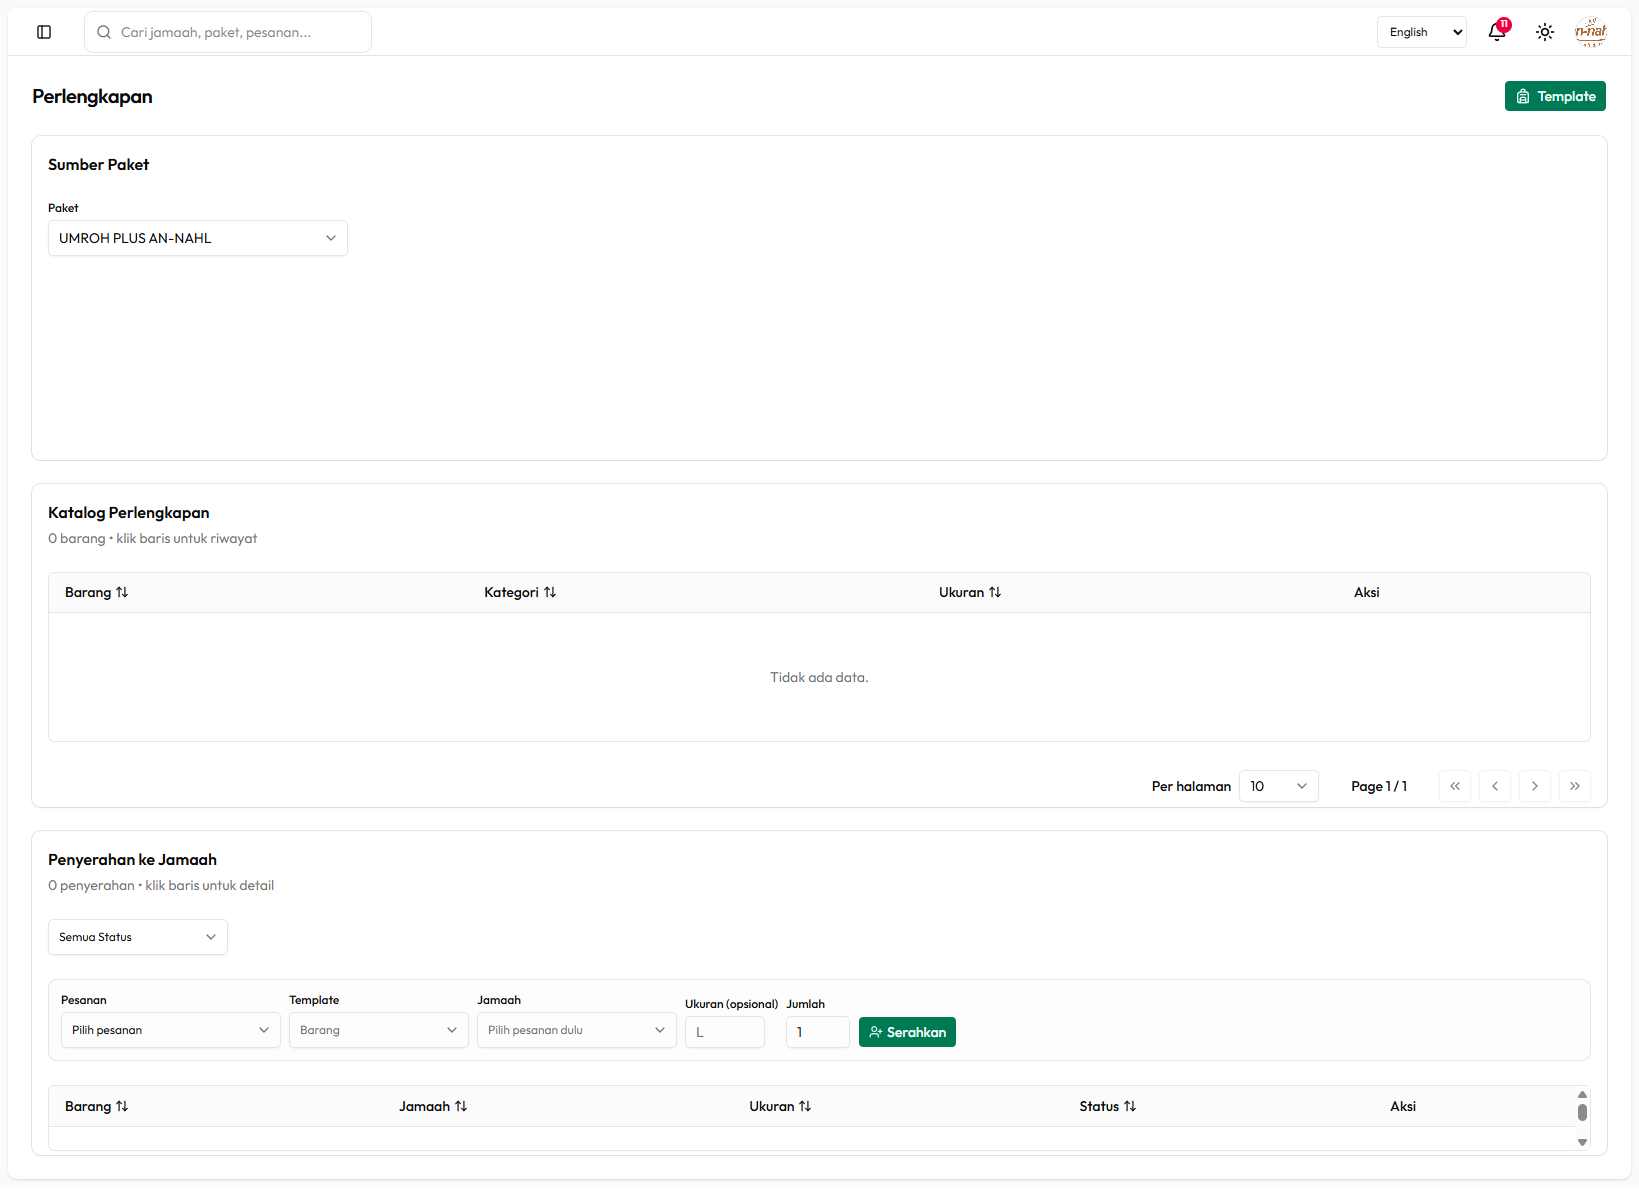 Cari jamaah, paket, pesanan...
English
11
n-nah
Perlengkapan
Template
Sumber Paket
Paket
UMROH PLUS AN-NAHL
Katalog Perlengkapan
0 barang • klik baris untuk riwayat
Barang Kategori Ukuran Aksi
Tidak ada data.
Per halaman 10 Page 1 / 1
Penyerahan ke Jamaah
0 penyerahan • klik baris untuk detail
Semua Status
Pesanan Template Jamaah Ukuran (opsional) Jumlah
Pilih pesanan Barang Pilih pesanan dulu L 1 Serahkan
Barang Jamaah Ukuran Status Aksi